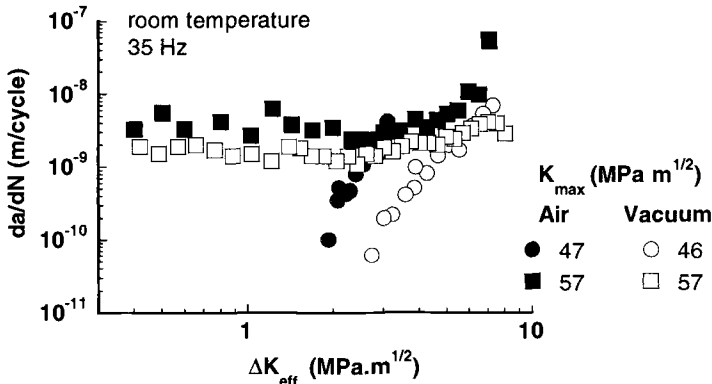 10⁻⁷
room temperature
35 Hz
10⁻⁸
10⁻⁹
10⁻¹⁰
10⁻¹¹
da/dN (m/cycle)
1
10
ΔK_eff (MPa.m^1/2)
K_max (MPa m^1/2)
Air Vacuum
47 46
57 57